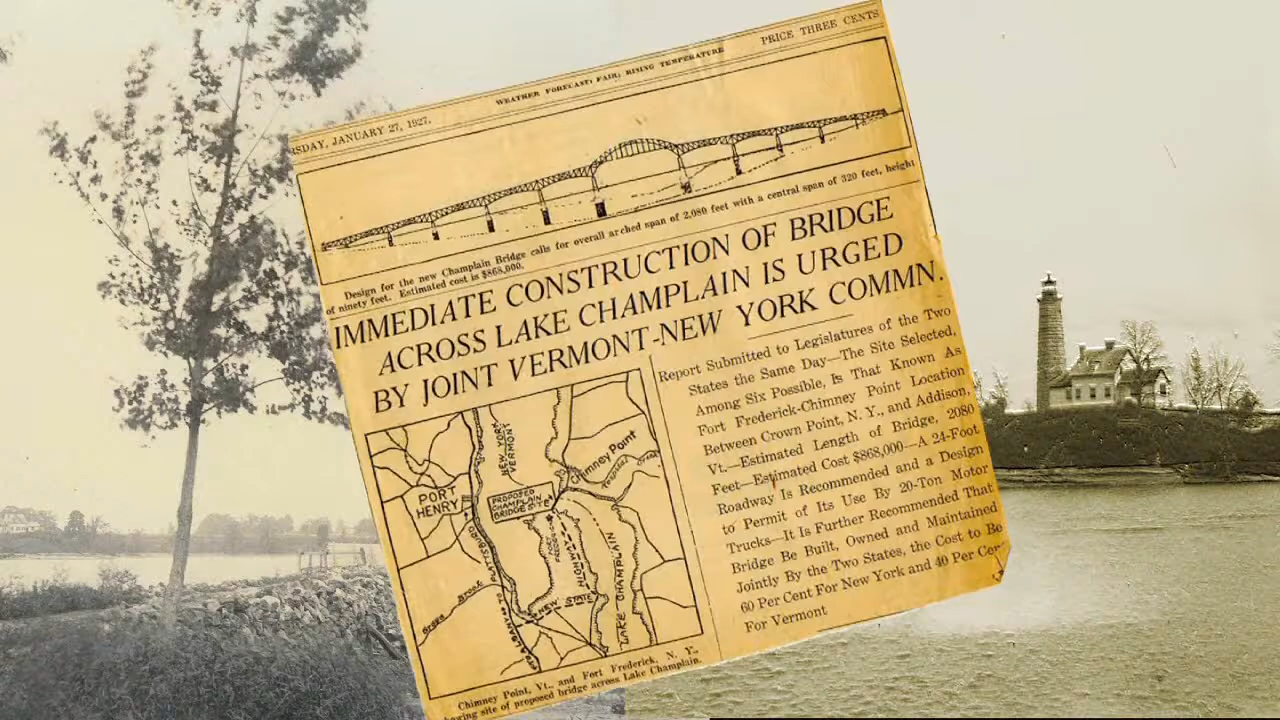 RSDAY, JANUARY 27, 1927.
WEATHER FORECAST: FAIR; RISING TEMPERATURE
PRICE THREE CENTS
Design for the new Champlain Bridge calls for overall arched span of 2,080 feet with a central span of 320 feet, height
of ninety feet. Estimated cost is $868,000.
IMMEDIATE CONSTRUCTION OF BRIDGE
ACROSS LAKE CHAMPLAIN IS URGED
BY JOINT VERMONT-NEW YORK COMMN.
Report Submitted to Legislatures of the Two
States the Same Day—The Site Selected,
Among Six Possible, Is That Known As
Fort Frederick-Chimney Point Location
Between Crown Point, N. Y., and Addison,
Vt.—Estimated Length of Bridge, 2080
Feet—Estimated Cost $868,000—A 24-Foot
Roadway Is Recommended and a Design
to Permit of Its Use By 20-Ton Motor
Trucks—It Is Further Recommended That
Bridge Be Built, Owned and Maintained
Jointly By the Two States, the Cost to Be
60 Per Cent For New York and 40 Per Cent
For Vermont
NEW YORK
VERMONT
Chimney Point
PORT
HENRY
PROPOSED
CHAMPLAIN
BRIDGE SITE
FORT
FREDERICK
ALBANY TO PLATTSBURG
NEW STATE
HIGHWAY
LAKE CHAMPLAIN
Brook
Chimney Point, Vt., and Fort Frederick, N. Y.,
howing site of proposed bridge across Lake Champlain.